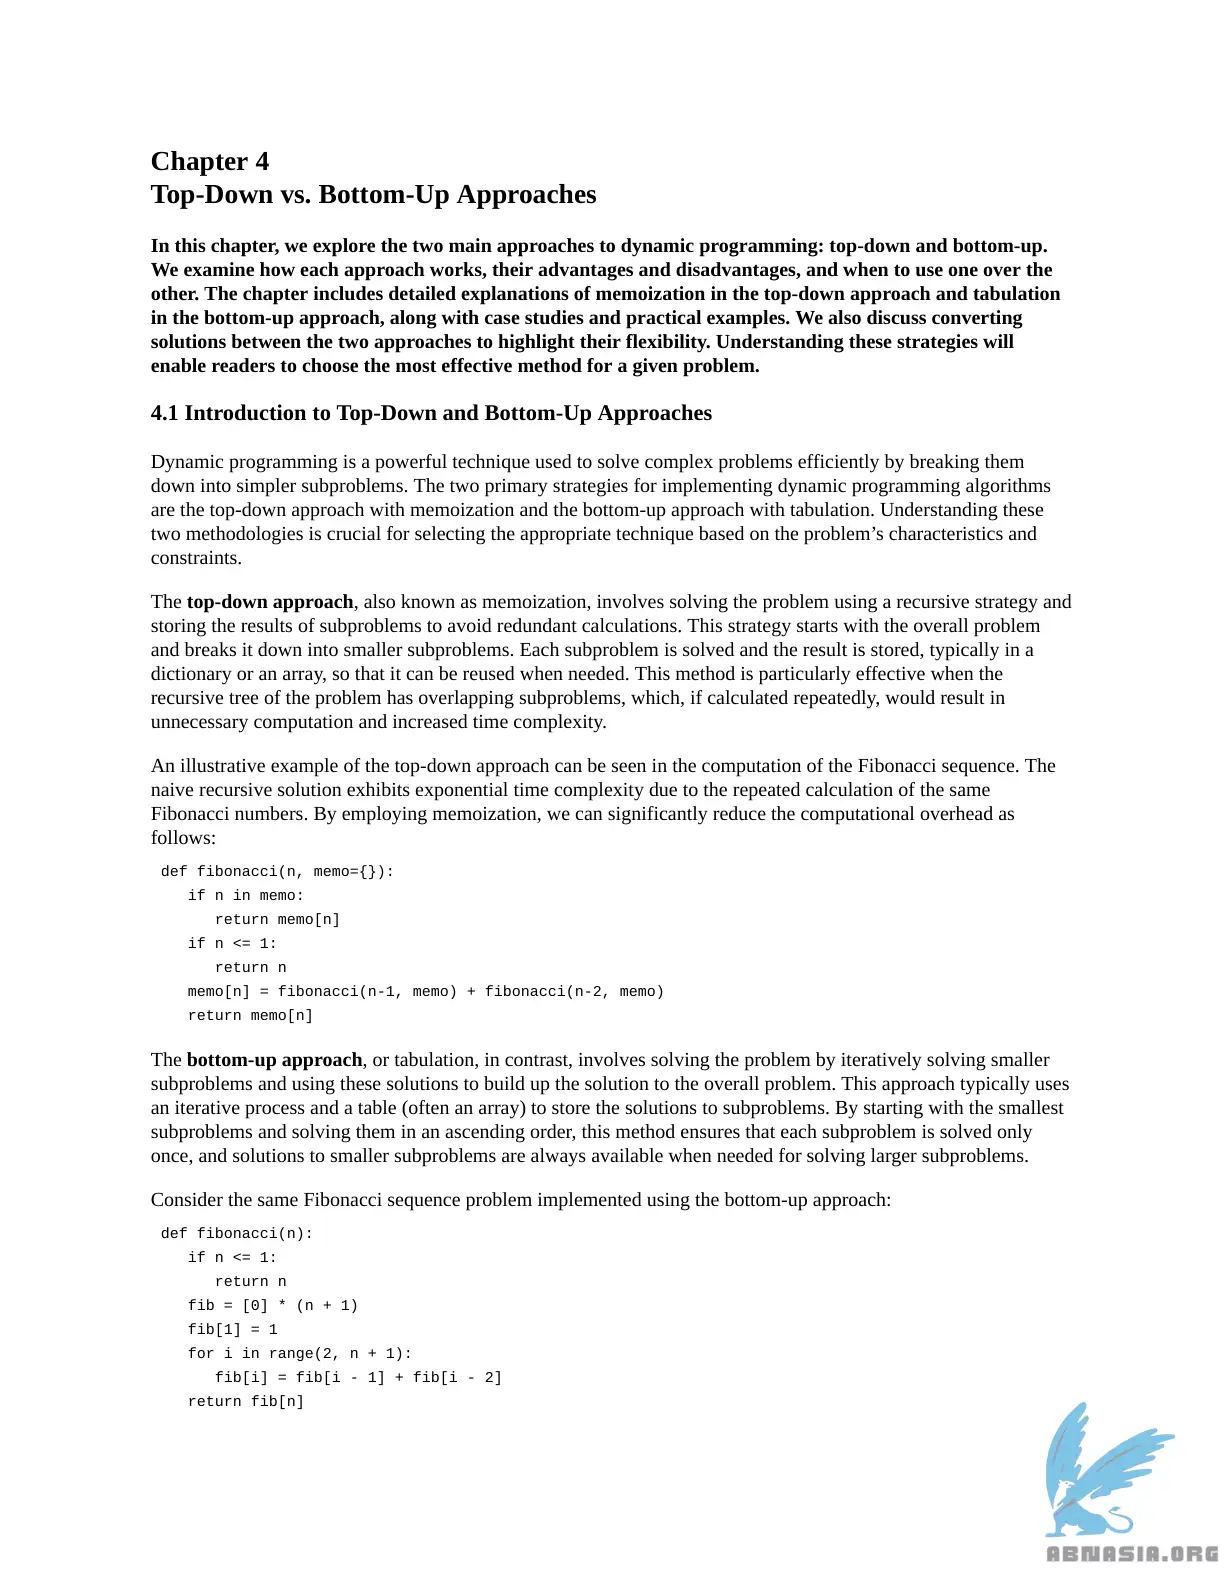 Chapter 4
Top-Down vs. Bottom-Up Approaches
In this chapter, we explore the two main approaches to dynamic programming: top-down and bottom-up.
We examine how each approach works, their advantages and disadvantages, and when to use one over the
other. The chapter includes detailed explanations of memoization in the top-down approach and tabulation
in the bottom-up approach, along with case studies and practical examples. We also discuss converting
solutions between the two approaches to highlight their flexibility. Understanding these strategies will
enable readers to choose the most effective method for a given problem.
4.1 Introduction to Top-Down and Bottom-Up Approaches
Dynamic programming is a powerful technique used to solve complex problems efficiently by breaking them
down into simpler subproblems. The two primary strategies for implementing dynamic programming algorithms
are the top-down approach with memoization and the bottom-up approach with tabulation. Understanding these
two methodologies is crucial for selecting the appropriate technique based on the problem’s characteristics and
constraints.
The top-down approach, also known as memoization, involves solving the problem using a recursive strategy and
storing the results of subproblems to avoid redundant calculations. This strategy starts with the overall problem
and breaks it down into smaller subproblems. Each subproblem is solved and the result is stored, typically in a
dictionary or an array, so that it can be reused when needed. This method is particularly effective when the
recursive tree of the problem has overlapping subproblems, which, if calculated repeatedly, would result in
unnecessary computation and increased time complexity.
An illustrative example of the top-down approach can be seen in the computation of the Fibonacci sequence. The
naive recursive solution exhibits exponential time complexity due to the repeated calculation of the same
Fibonacci numbers. By employing memoization, we can significantly reduce the computational overhead as
follows:
def fibonacci(n, memo={}):
   if n in memo:
      return memo[n]
   if n <= 1:
      return n
   memo[n] = fibonacci(n-1, memo) + fibonacci(n-2, memo)
   return memo[n]
The bottom-up approach, or tabulation, in contrast, involves solving the problem by iteratively solving smaller
subproblems and using these solutions to build up the solution to the overall problem. This approach typically uses
an iterative process and a table (often an array) to store the solutions to subproblems. By starting with the smallest
subproblems and solving them in an ascending order, this method ensures that each subproblem is solved only
once, and solutions to smaller subproblems are always available when needed for solving larger subproblems.
Consider the same Fibonacci sequence problem implemented using the bottom-up approach:
def fibonacci(n):
   if n <= 1:
      return n
   fib = [0] * (n + 1)
   fib[1] = 1
   for i in range(2, n + 1):
      fib[i] = fib[i - 1] + fib[i - 2]
   return fib[n]
ABNASIA.ORG